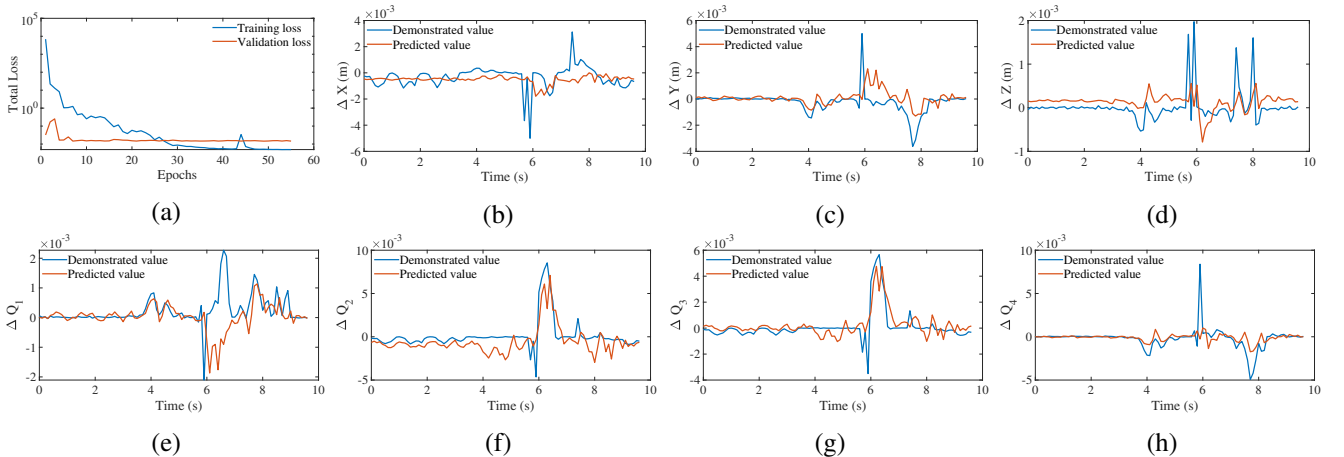 10^5
10^0
Total Loss
Training loss
Validation loss
0 10 20 30 40 50 60
Epochs
(a)
×10^-3
4
2
0
-2
-4
-6
Δ X (m)
Demonstrated value
Predicted value
0 2 4 6 8 10
Time (s)
(b)
×10^-3
6
4
2
0
-2
-4
Δ Y (m)
Demonstrated value
Predicted value
0 2 4 6 8 10
Time (s)
(c)
×10^-3
2
1
0
-1
Δ Z (m)
Demonstrated value
Predicted value
0 2 4 6 8 10
Time (s)
(d)
×10^-3
2
1
0
-1
-2
Δ Q_1
Demonstrated value
Predicted value
0 2 4 6 8 10
Time (s)
(e)
×10^-3
10
5
0
-5
Δ Q_2
Demonstrated value
Predicted value
0 2 4 6 8 10
Time (s)
(f)
×10^-3
6
4
2
0
-2
-4
Δ Q_3
Demonstrated value
Predicted value
0 2 4 6 8 10
Time (s)
(g)
×10^-3
10
5
0
-5
Δ Q_4
Demonstrated value
Predicted value
0 2 4 6 8 10
Time (s)
(h)